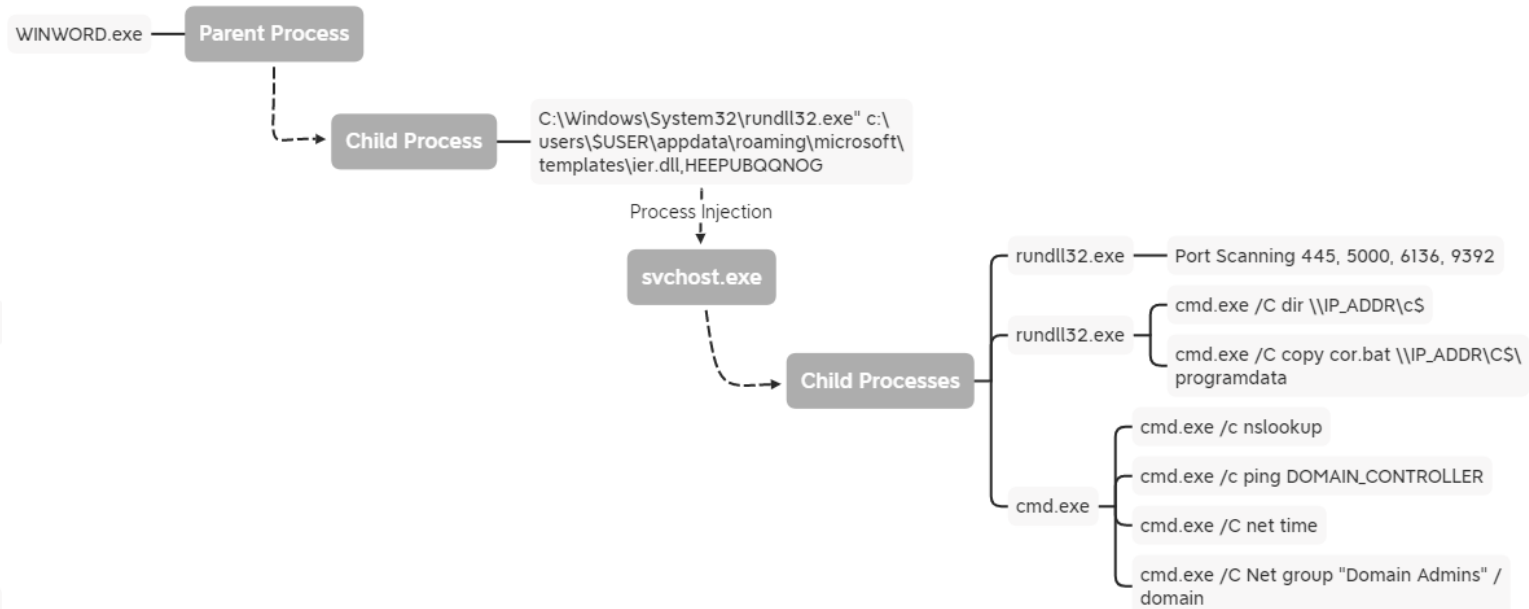 WINWORD.exe
Parent Process
Child Process
C:\Windows\System32\rundll32.exe" c:\
users\$USER\appdata\roaming\microsoft\
templates\ier.dll,HEEPUBQQNOG
Process Injection
svchost.exe
Child Processes
rundll32.exe
Port Scanning 445, 5000, 6136, 9392
rundll32.exe
cmd.exe /C dir \\IP_ADDR\c$
cmd.exe /C copy cor.bat \\IP_ADDR\C$\
programdata
cmd.exe
cmd.exe /c nslookup
cmd.exe /c ping DOMAIN_CONTROLLER
cmd.exe /C net time
cmd.exe /C Net group "Domain Admins" /
domain